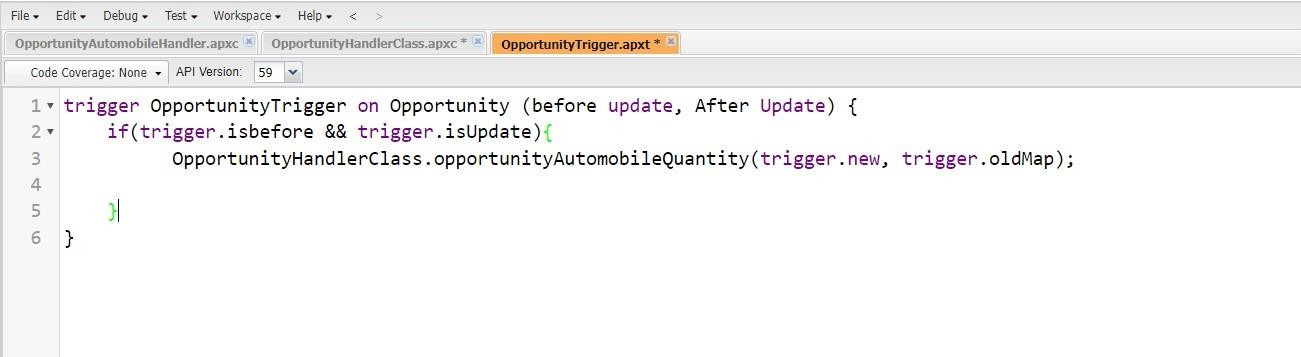 File Edit Debug Test Workspace Help < >
OpportunityAutomobileHandler.apxc OpportunityHandlerClass.apxc * OpportunityTrigger.apxt *
Code Coverage: None API Version: 59
1 trigger OpportunityTrigger on Opportunity (before update, After Update) {
2 if(trigger.isbefore && trigger.isUpdate){
3 OpportunityHandlerClass.opportunityAutomobileQuantity(trigger.new, trigger.oldMap);
4
5 }
6 }